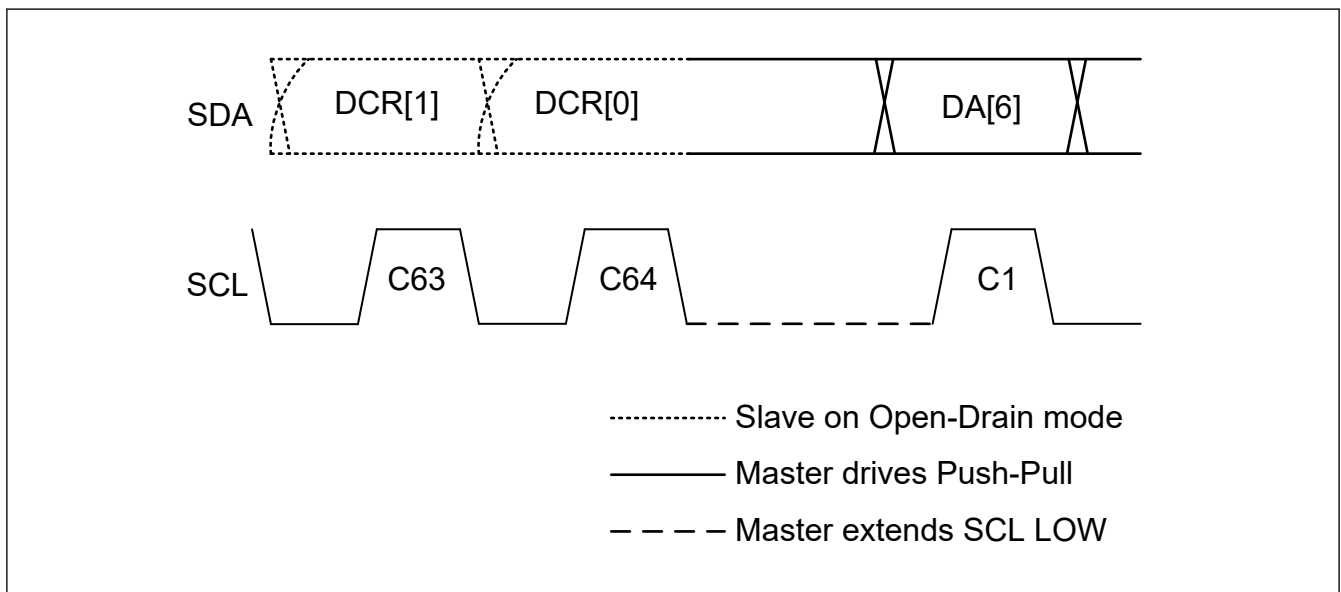 SDA DCR[1] DCR[0] DA[6]
SCL C63 C64 C1
Slave on Open-Drain mode
Master drives Push-Pull
Master extends SCL LOW